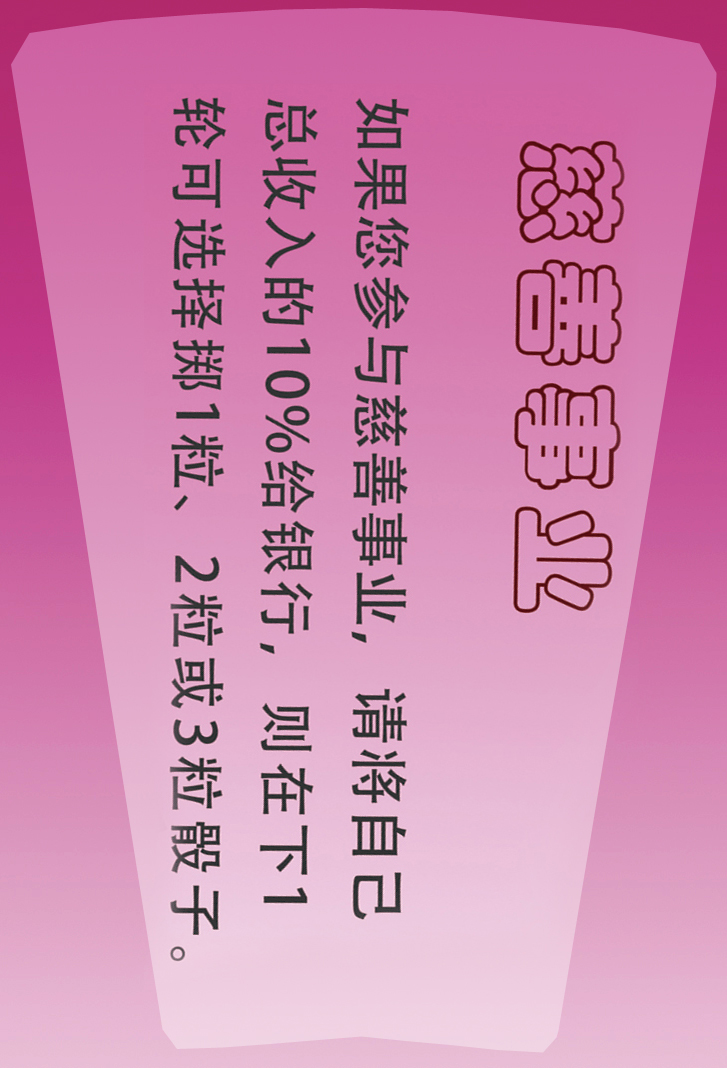 慈善事业
如果您参与慈善事业，请将自己
总收入的10%给银行，则在下1
轮可选择掷1粒、2粒或3粒骰子。